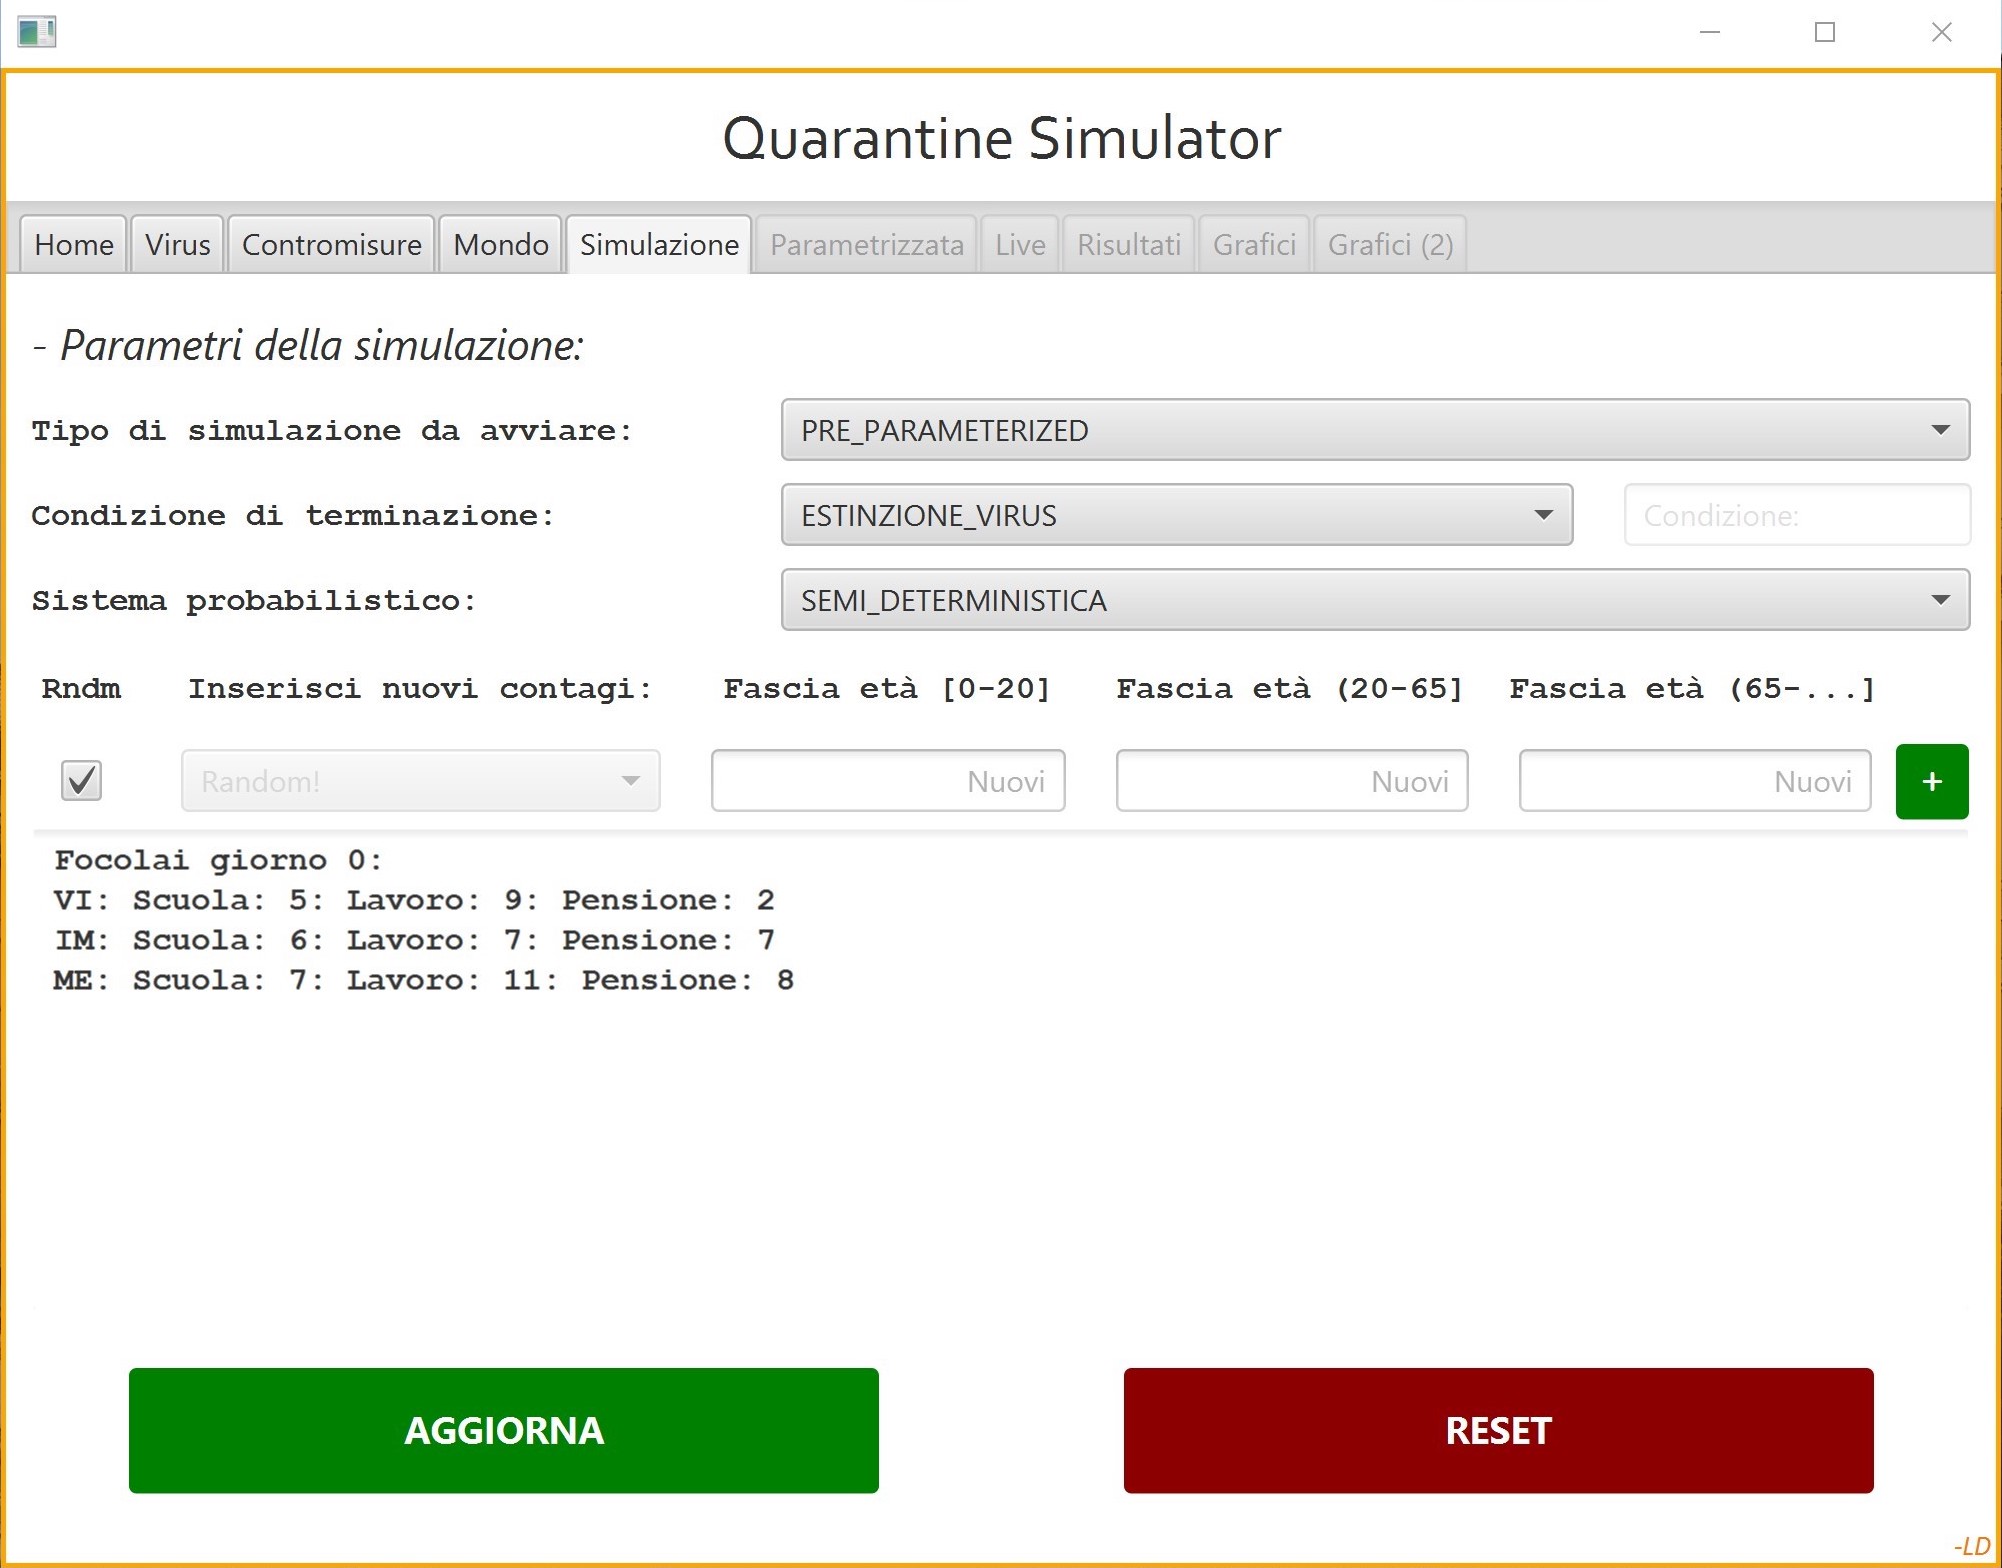 Quarantine Simulator
Home Virus Contromisure Mondo Simulazione Parametrizzata Live Risultati Grafici Grafici (2)
- Parametri della simulazione:
Tipo di simulazione da avviare: PRE_PARAMETERIZED
Condizione di terminazione: ESTINZIONE_VIRUS Condizione:
Sistema probabilistico: SEMI_DETERMINISTICA
Rndm Inserisci nuovi contagi: Fascia età [0-20] Fascia età (20-65] Fascia età (65-...]
Random! Nuovi Nuovi Nuovi +
Focolai giorno 0:
VI: Scuola: 5: Lavoro: 9: Pensione: 2
IM: Scuola: 6: Lavoro: 7: Pensione: 7
ME: Scuola: 7: Lavoro: 11: Pensione: 8
AGGIORNA RESET
-LD